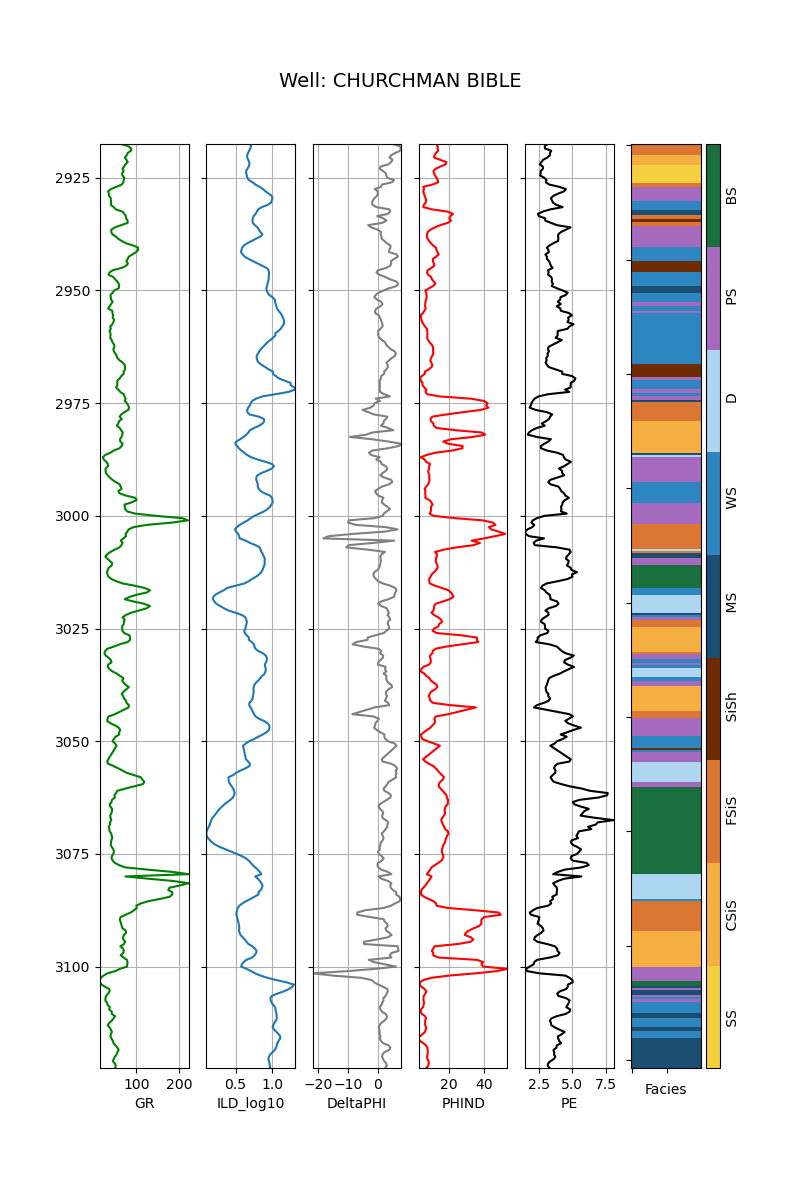 Well: CHURCHMAN BIBLE
2925
2950
2975
3000
3025
3050
3075
3100
100 200
0.5 1.0
−20 −10 0
20 40
2.5 5.0 7.5
GR
ILD_log10
DeltaPHI
PHIND
PE
Facies
BS
PS
D
WS
MS
SiSh
FSiS
CSiS
SS